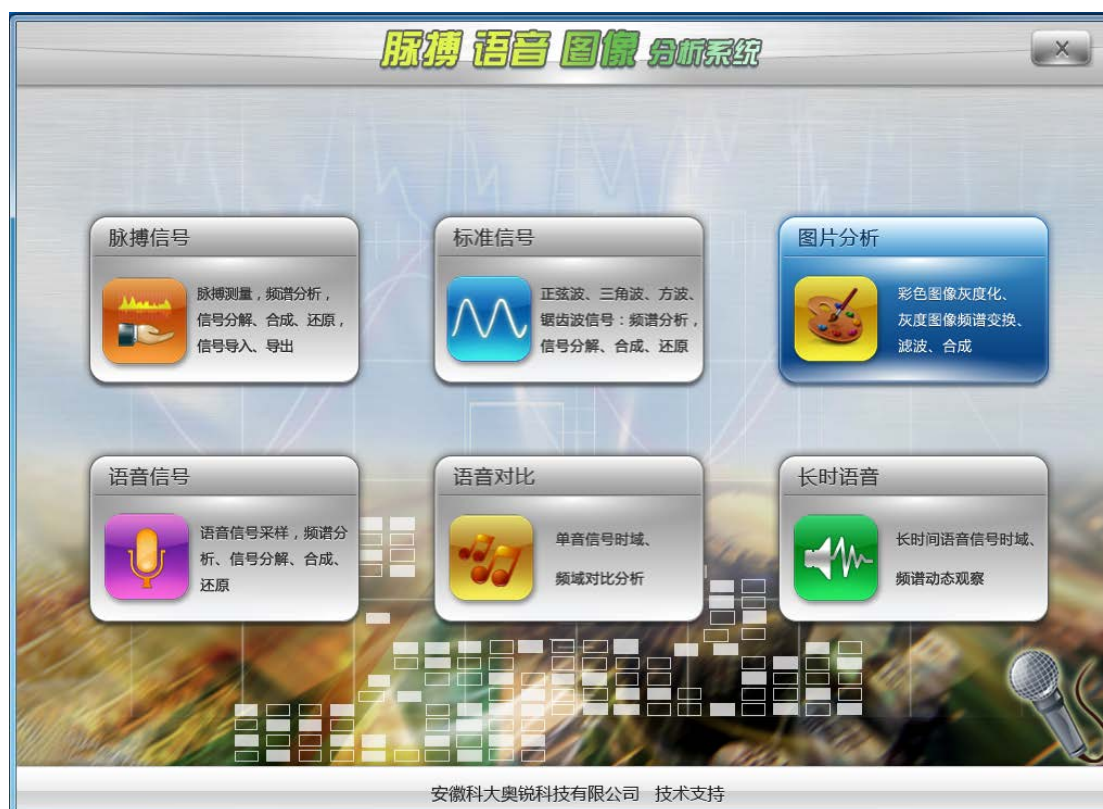 脉搏 语音 图像 分析系统
脉搏信号
脉搏测量，频谱分析，
信号分解、合成、还原，
信号导入、导出
标准信号
正弦波、三角波、方波、
锯齿波信号：频谱分析，
信号分解、合成、还原
图片分析
彩色图像灰度化、
灰度图像频谱变换、
滤波、合成
语音信号
语音信号采样，频谱分
析、信号分解、合成、
还原
语音对比
单音信号时域、
频域对比分析
长时语音
长时间语音信号时域、
频谱动态观察
安徽科大奥锐科技有限公司 技术支持